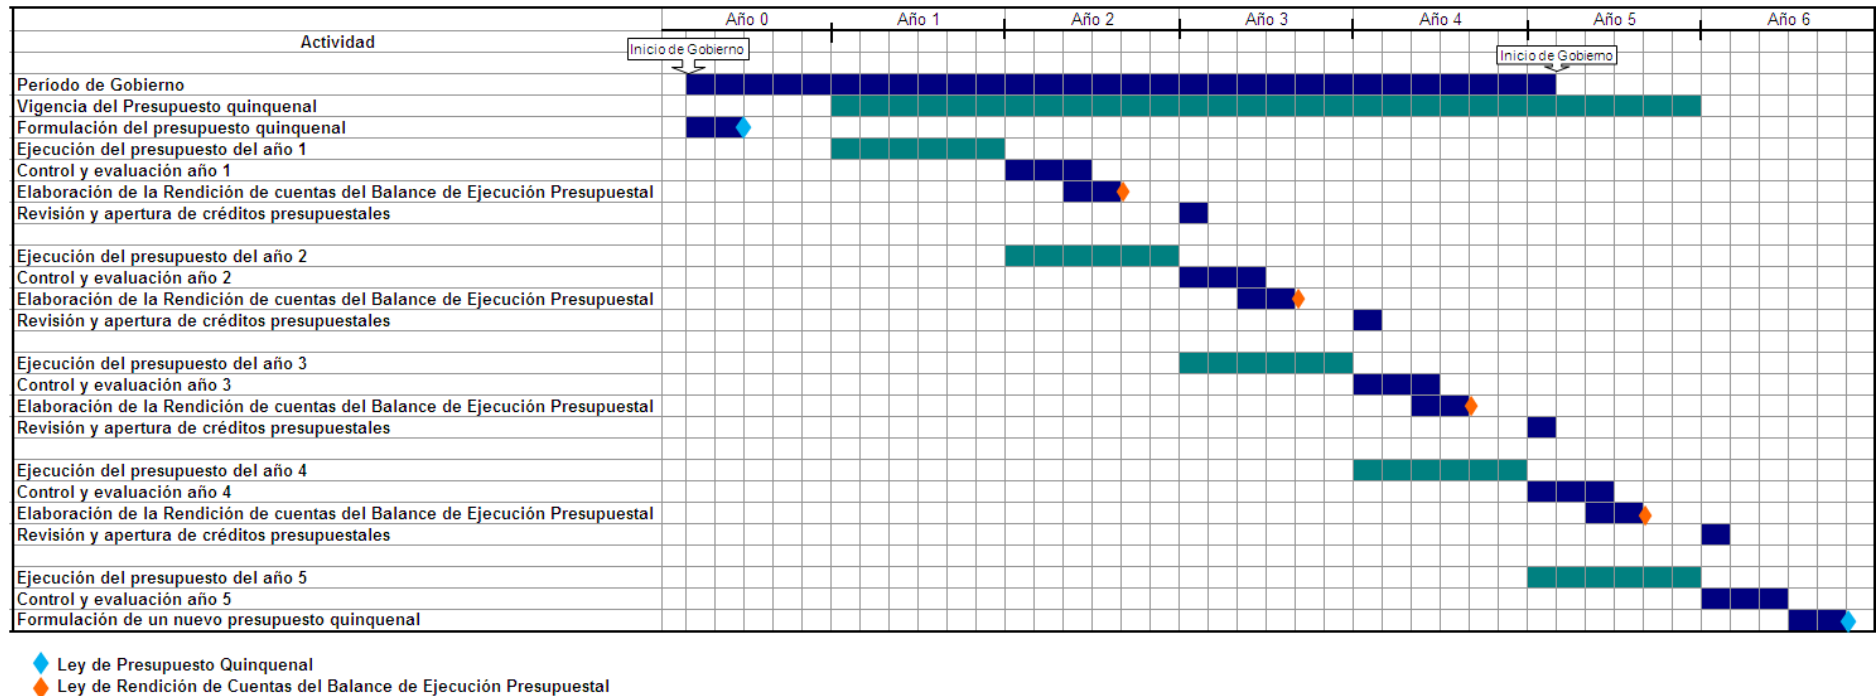 Año 0 Año 1 Año 2 Año 3 Año 4 Año 5 Año 6
Actividad
Inicio de Gobierno
Inicio de Gobierno
Período de Gobierno
Vigencia del Presupuesto quinquenal
Formulación del presupuesto quinquenal
Ejecución del presupuesto del año 1
Control y evaluación año 1
Elaboración de la Rendición de cuentas del Balance de Ejecución Presupuestal
Revisión y apertura de créditos presupuestales
Ejecución del presupuesto del año 2
Control y evaluación año 2
Elaboración de la Rendición de cuentas del Balance de Ejecución Presupuestal
Revisión y apertura de créditos presupuestales
Ejecución del presupuesto del año 3
Control y evaluación año 3
Elaboración de la Rendición de cuentas del Balance de Ejecución Presupuestal
Revisión y apertura de créditos presupuestales
Ejecución del presupuesto del año 4
Control y evaluación año 4
Elaboración de la Rendición de cuentas del Balance de Ejecución Presupuestal
Revisión y apertura de créditos presupuestales
Ejecución del presupuesto del año 5
Control y evaluación año 5
Formulación de un nuevo presupuesto quinquenal
Ley de Presupuesto Quinquenal
Ley de Rendición de Cuentas del Balance de Ejecución Presupuestal